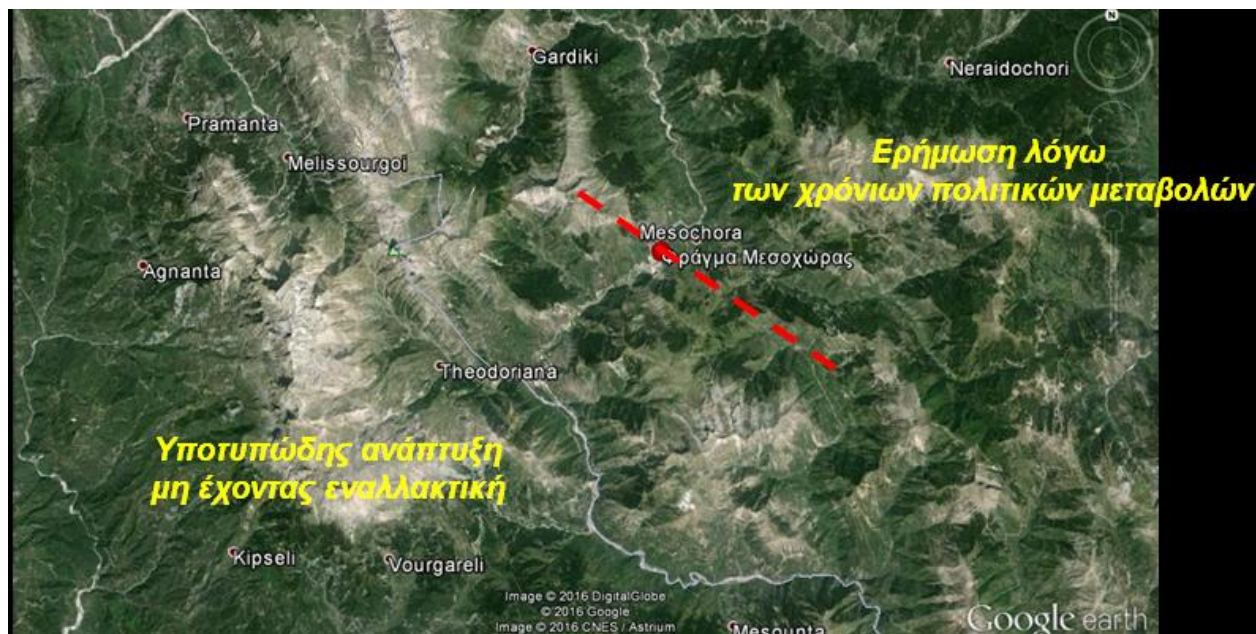 N
Gardiki
Neraidochori
Pramanta
Melissourgoi
Ερήμωση λόγω
των χρόνιων πολιτικών μεταβολών
Mesochora
Φράγμα Μεσοχώρας
Agnanta
Theodoriana
Υποτυπώδης ανάπτυξη
μη έχοντας εναλλακτική
Kipseli
Vourgareli
Image © 2016 DigitalGlobe
© 2016 Google
Image © 2016 CNES / Astrium
Google earth
Mesounta